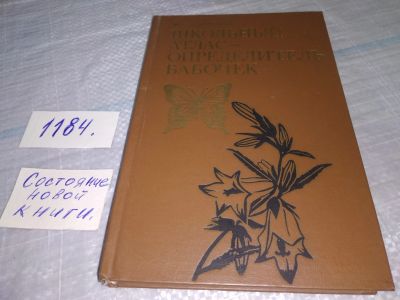 ШКОЛЬНЫЙ
АТЛАС-
ОПРЕДЕЛИТЕЛЬ
БАБОЧЕК
1184.
Состояние
новой
книги.